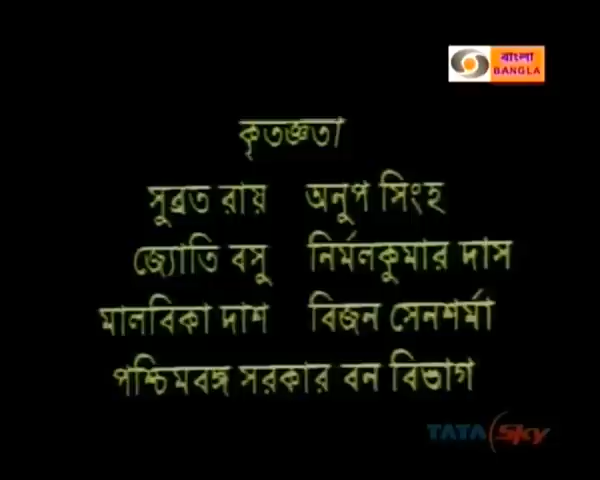 বাংলা
BANGLA
কৃতজ্ঞতা
সুব্রত রায় অনুপ সিংহ
জ্যোতি বসু নির্মলকুমার দাস
মালবিকা দাশ বিজন সেনশর্মা
পশ্চিমবঙ্গ সরকার বন বিভাগ
TATA Sky